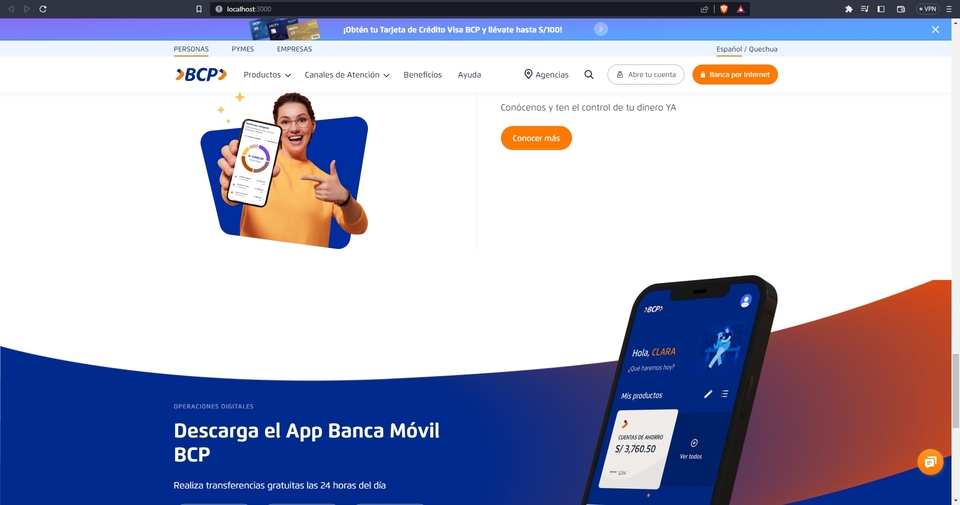 localhost:3000
VPN
¡Obtén tu Tarjeta de Crédito Visa BCP y llévate hasta S/100!
PERSONAS PYMES EMPRESAS Español / Quechua
BCP Productos Canales de Atención Beneficios Ayuda Agencias Abre tu cuenta Banca por Internet
Conócenos y ten el control de tu dinero YA
Conocer más
BCP
Hola, CLARA
¿Qué haremos hoy?
Mis productos
CUENTAS DE AHORRO
S/ 3,760.50
Ver todos
**** 1234
OPERACIONES DIGITALES
Descarga el App Banca Móvil
BCP
Realiza transferencias gratuitas las 24 horas del día